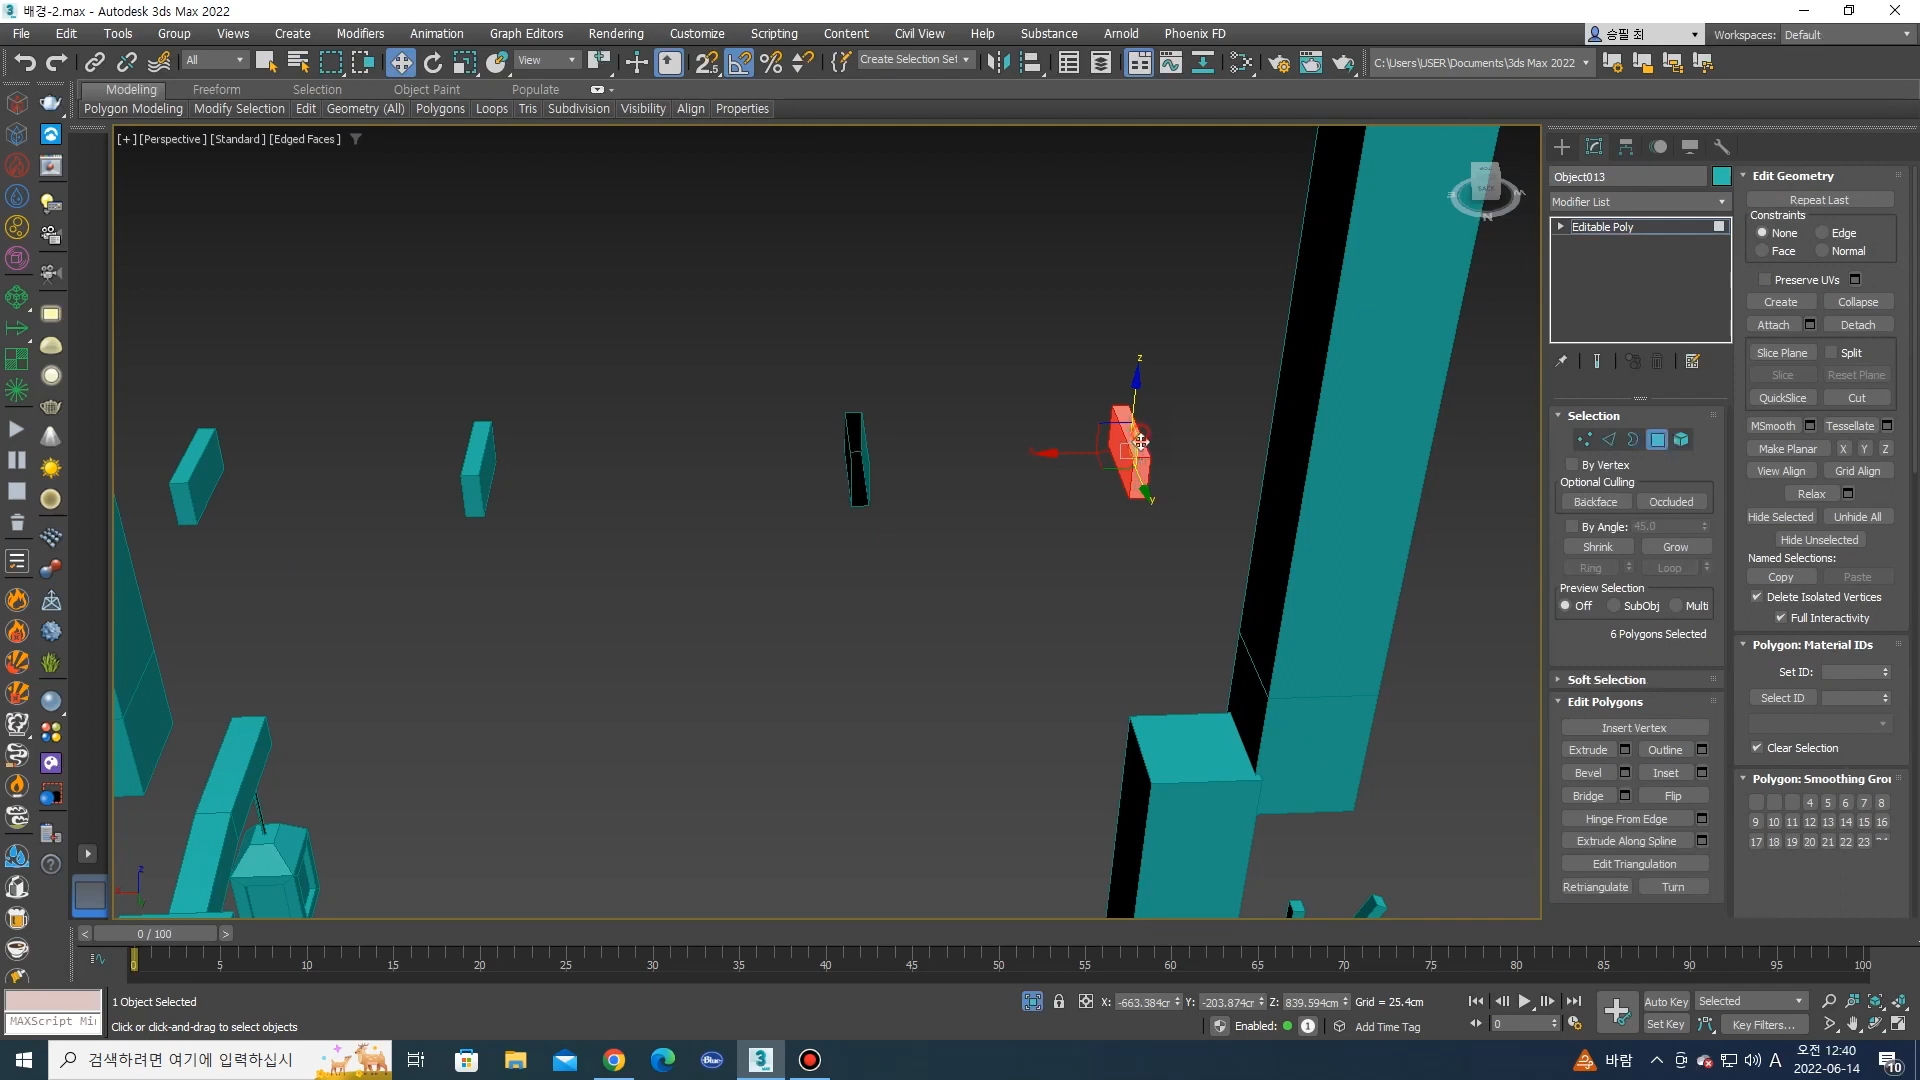 배경-2.max - Autodesk 3ds Max 2022
File Edit Tools Group Views Create Modifiers Animation Graph Editors Rendering Customize Scripting Content Civil View Help Substance Arnold Phoenix FD
승필 최 Workspaces: Default
All View Create Selection Set C:\Users\USER\Documents\3ds Max 2022
Modeling Freeform Selection Object Paint Populate
Polygon Modeling Modify Selection Edit Geometry (All) Polygons Loops Tris Subdivision Visibility Align Properties
[+] [Perspective] [Standard] [Edged Faces]
z
y
Object013
Modifier List
Editable Poly
Selection
By Vertex
Optional Culling
Backface Occluded
By Angle: 45.0
Shrink Grow
Ring Loop
Preview Selection
Off SubObj Multi
6 Polygons Selected
Soft Selection
Edit Polygons
Insert Vertex
Extrude Outline
Bevel Inset
Bridge Flip
Hinge From Edge
Extrude Along Spline
Edit Triangulation
Retriangulate Turn
Edit Geometry
Repeat Last
Constraints
None Edge
Face Normal
Preserve UVs
Create Collapse
Attach Detach
Slice Plane Split
Slice Reset Plane
QuickSlice Cut
MSmooth Tessellate
Make Planar X Y Z
View Align Grid Align
Relax
Hide Selected Unhide All
Hide Unselected
Named Selections:
Copy Paste
Delete Isolated Vertices
Full Interactivity
Polygon: Material IDs
Set ID:
Select ID
Clear Selection
Polygon: Smoothing Grou
4 5 6 7 8
9 10 11 12 13 14 15 16
17 18 19 20 21 22 23
< 0 / 100 >
0 5 10 15 20 25 30 35 40 45 50 55 60 65 70 75 80 85 90 95 100
1 Object Selected
X: -663.384cr Y: -203.874cr Z: 839.594cm Grid = 25.4cm
Auto Key Selected
MAXScript Mi
Click or click-and-drag to select objects
Enabled: 1 Add Time Tag
0 Set Key Key Filters...
검색하려면 여기에 입력하십시
바람
A
오전 12:40
2022-06-14
10